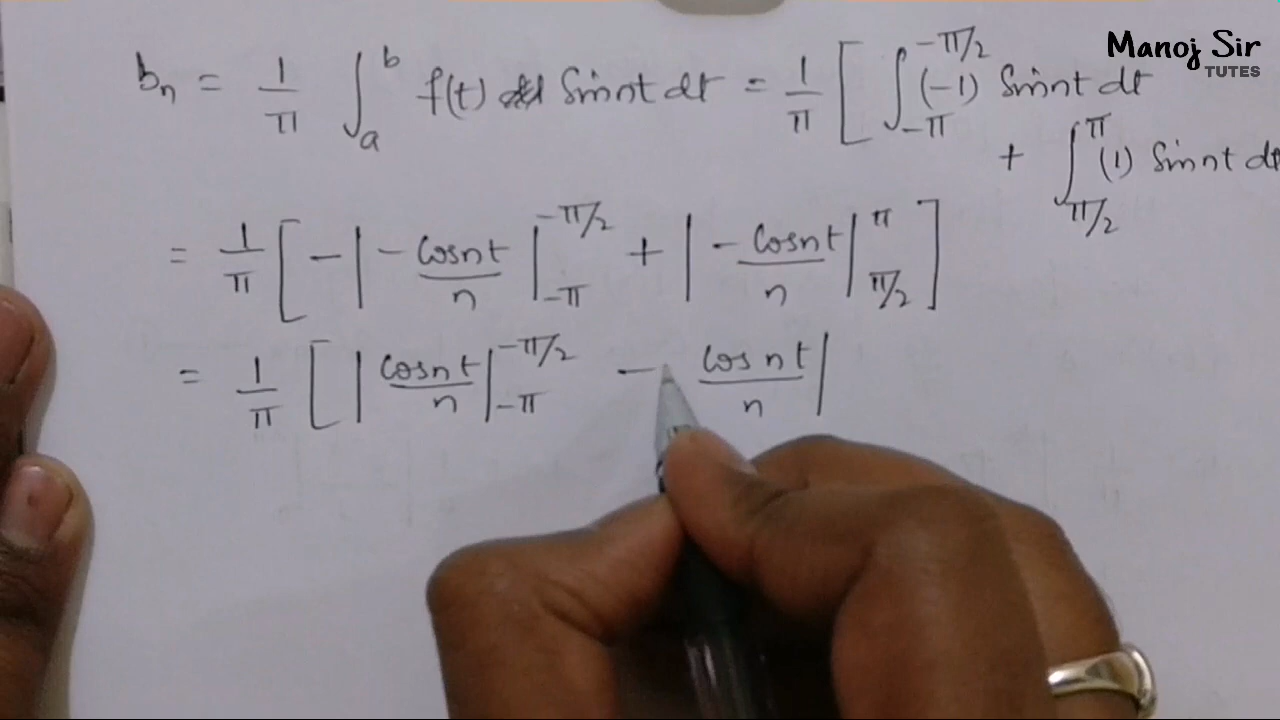 Manoj Sir
TUTES
bn = 1/π ∫_a^b f(t) Sin nt dt = 1/π [ ∫_{-π}^{-π/2} (-1) Sin nt dt
+ ∫_{π/2}^{π} (1) Sin nt dt
= 1/π [ -| -Cos nt/n |_{-π}^{-π/2} + | -Cos nt/n |_{π/2}^{π} ]
= 1/π [ | Cos nt/n |_{-π}^{-π/2} - Cos nt/n |